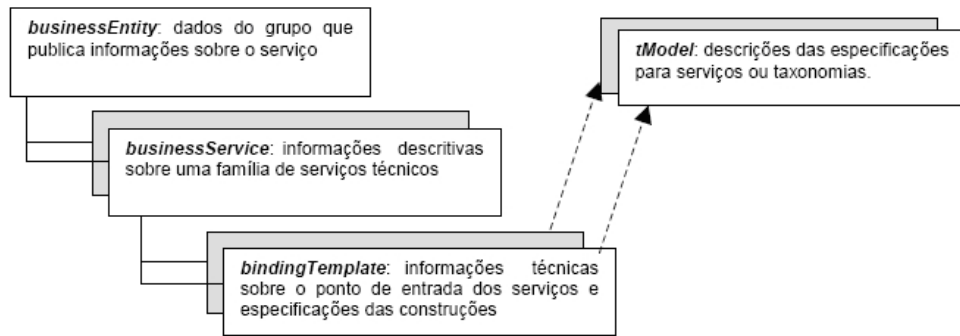 businessEntity: dados do grupo que
publica informações sobre o serviço
tModel: descrições das especificações
para serviços ou taxonomias.
businessService: informações descritivas
sobre uma família de serviços técnicos
bindingTemplate: informações técnicas
sobre o ponto de entrada dos serviços e
especificações das construções